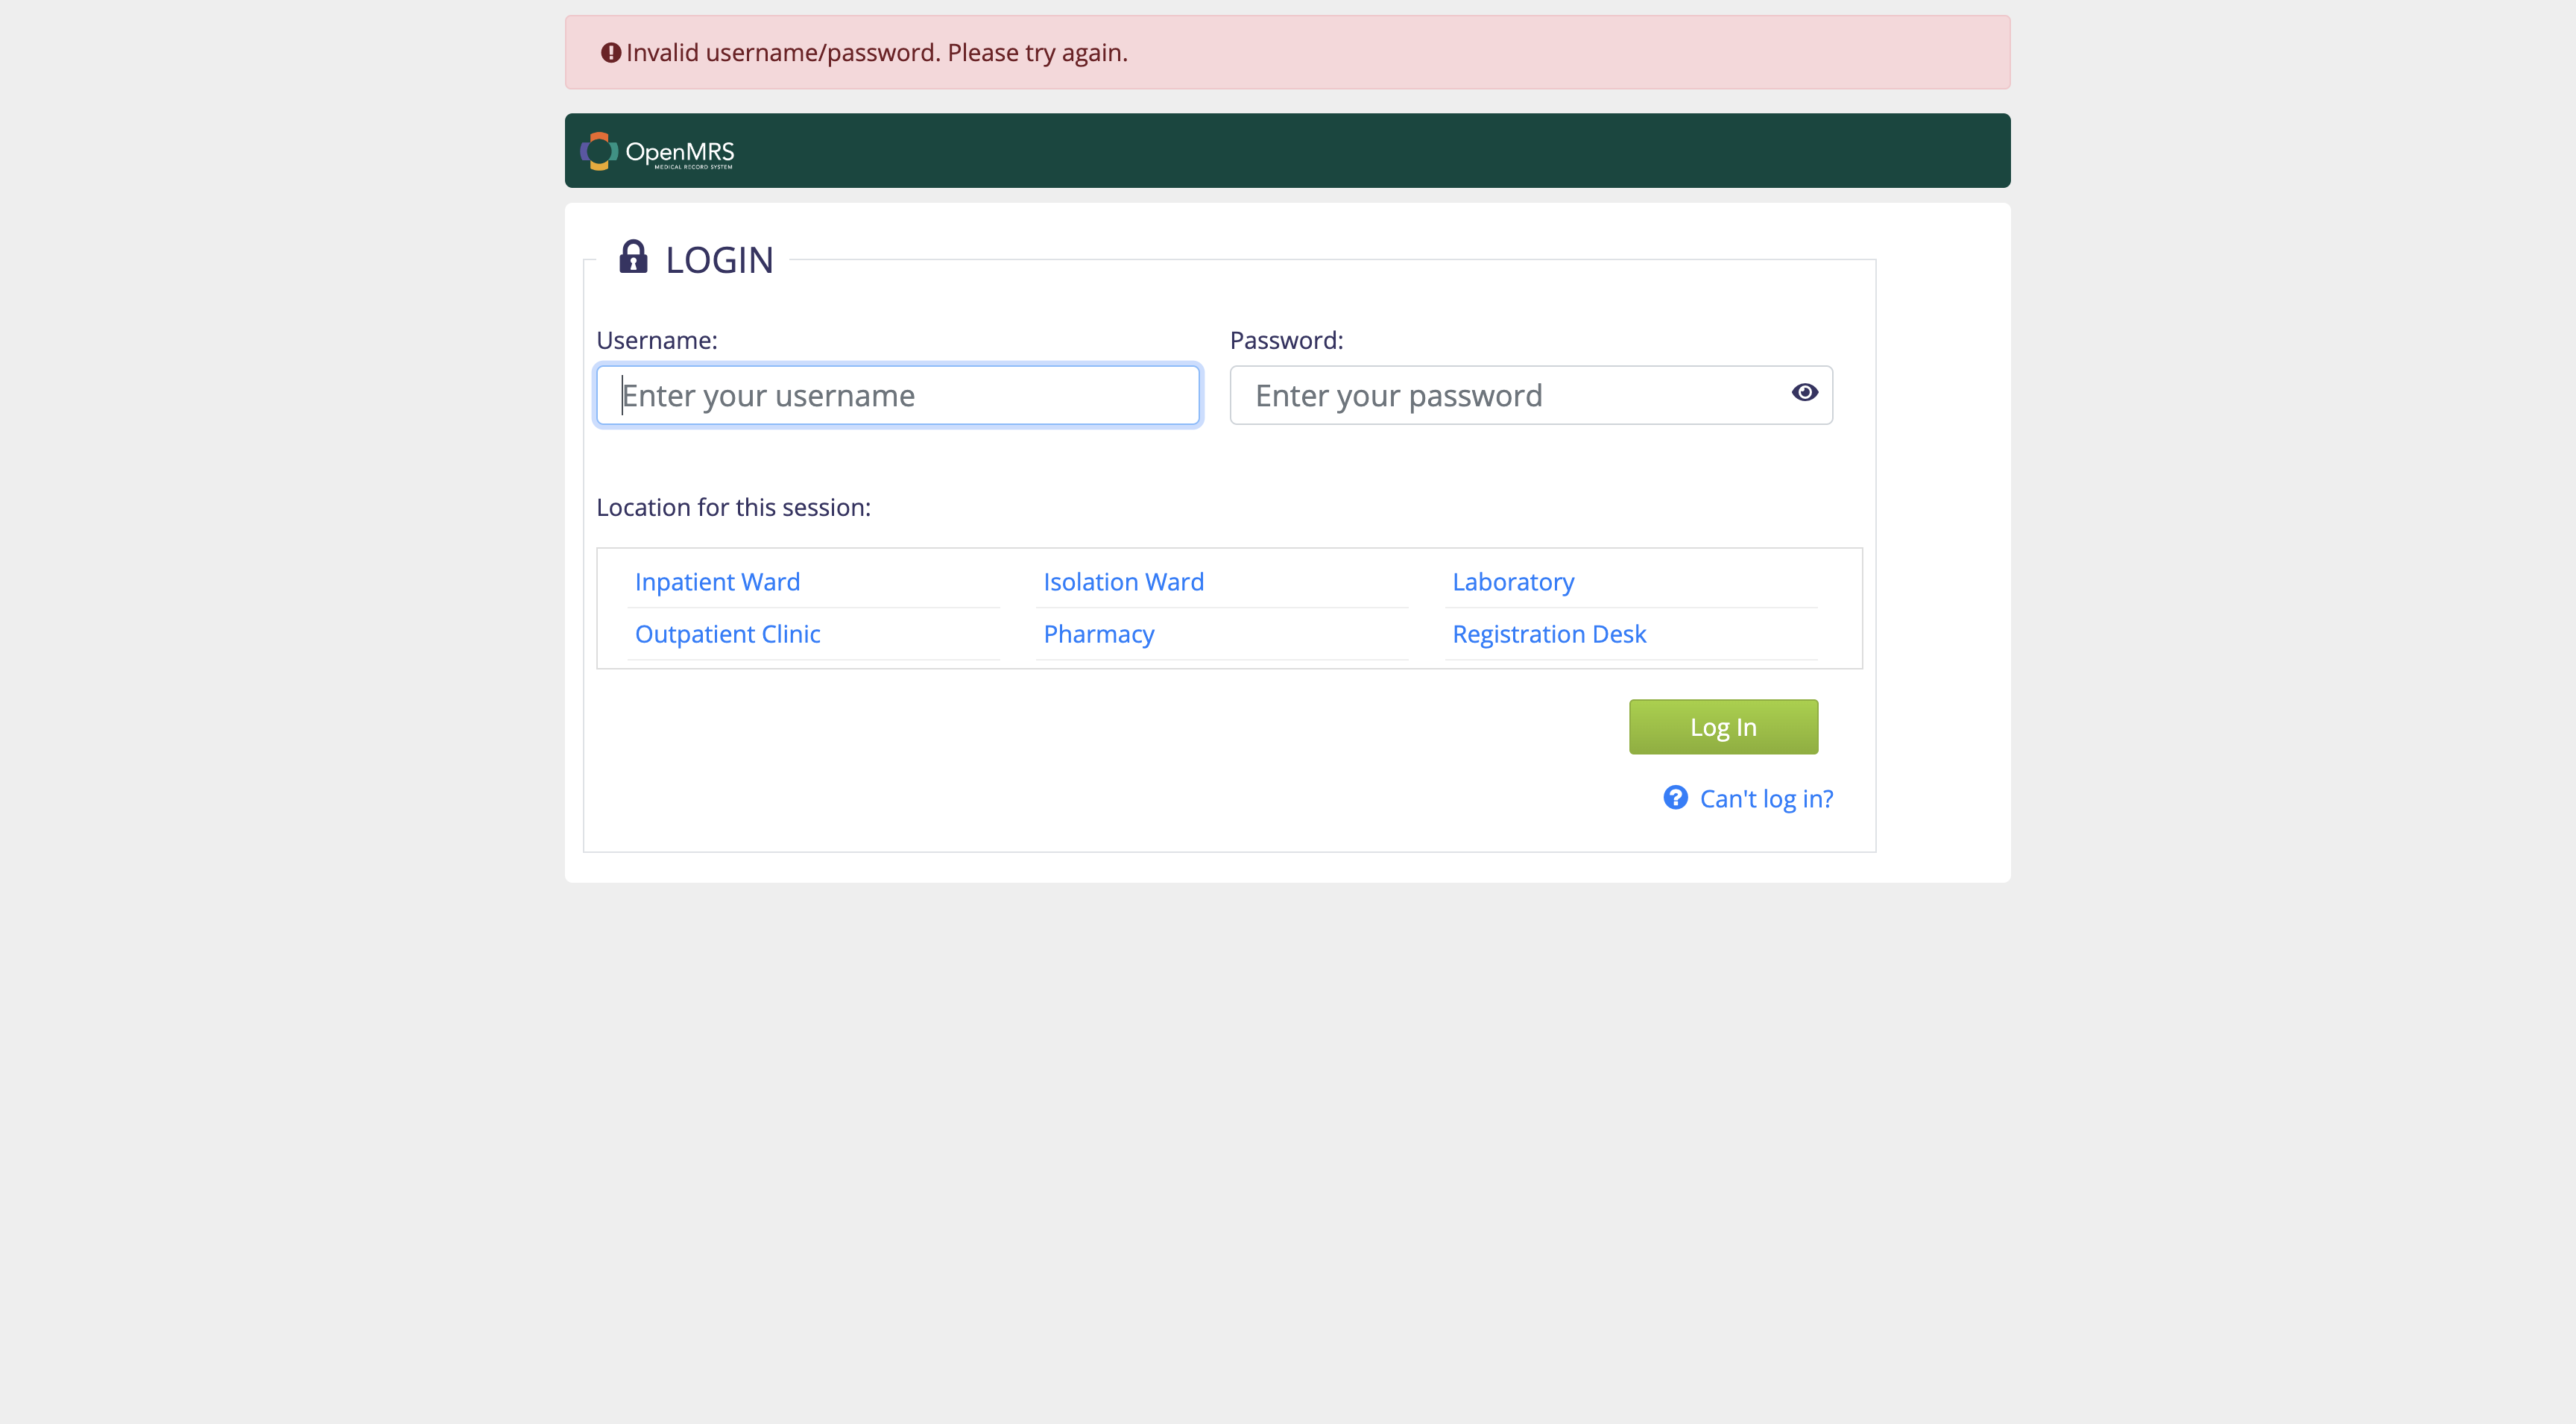 Invalid username/password. Please try again.
OpenMRS
MEDICAL RECORD SYSTEM
LOGIN
Username: Password:
Enter your username Enter your password
Location for this session:
Inpatient Ward Isolation Ward Laboratory
Outpatient Clinic Pharmacy Registration Desk
Log In
Can't log in?